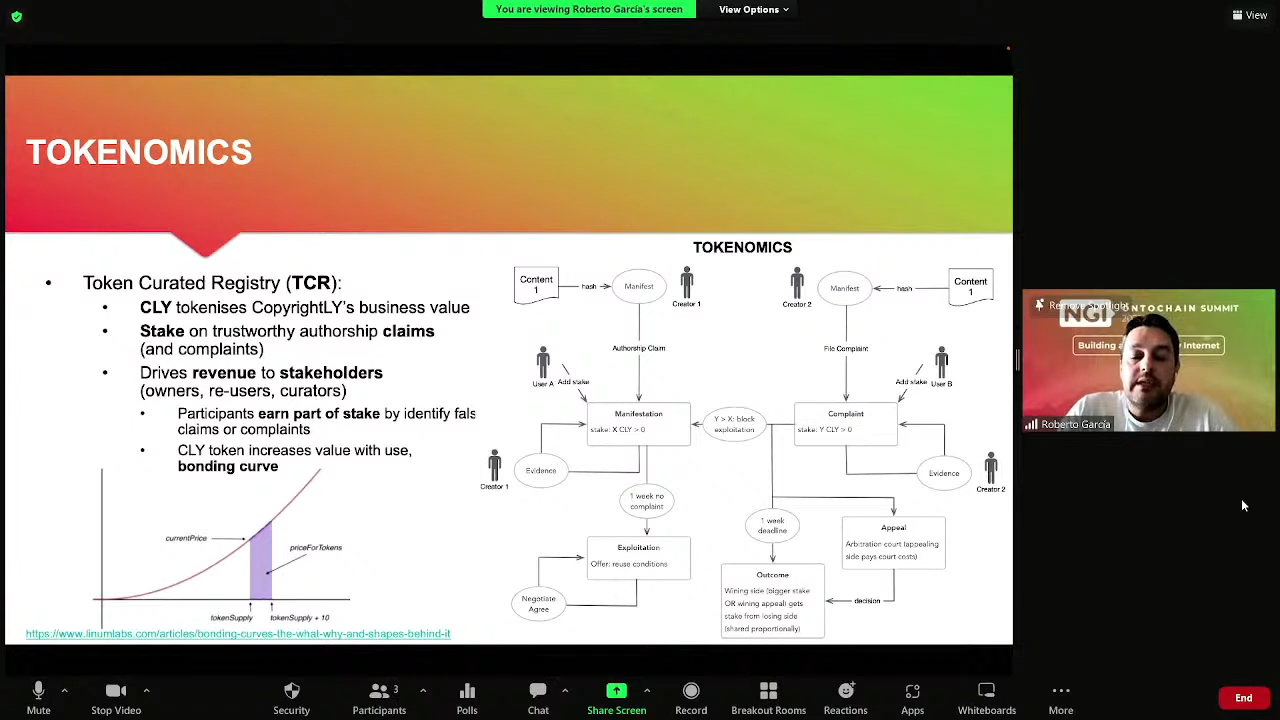 You are viewing Roberto García's screen
View Options
View
TOKENOMICS
• Token Curated Registry (TCR):
• CLY tokenises CopyrightLY's business value
• Stake on trustworthy authorship claims
(and complaints)
• Drives revenue to stakeholders
(owners, re-users, curators)
• Participants earn part of stake by identify fals
claims or complaints
• CLY token increases value with use,
bonding curve
currentPrice
priceForTokens
tokenSupply
tokenSupply + 10
https://www.linumlabs.com/articles/bonding-curves-the-what-why-and-shapes-behind-it
TOKENOMICS
Content
1
hash
Manifest
Creator 1
Creator 2
Manifest
hash
Content
1
Authorship Claim
File Complaint
User A
Add stake
Add stake
User B
Manifestation
stake: X CLY > 0
Y > X: block
exploitation
Complaint
stake: Y CLY > 0
Creator 1
Evidence
Evidence
Creator 2
1 week no
complaint
1 week
deadline
Appeal
Arbitration court (appealing
side pays court costs)
Exploitation
Offer: reuse conditions
Negotiate
Agree
Outcome
Wining side (bigger stake
OR wining appeal) gets
stake from losing side
(shared proportionally)
decision
NGI
ONTOCHAIN SUMMIT
Building a
Internet
Roberto García
Mute
Stop Video
Security
Participants
3
Polls
Chat
Share Screen
Record
Breakout Rooms
Reactions
Apps
Whiteboards
More
End